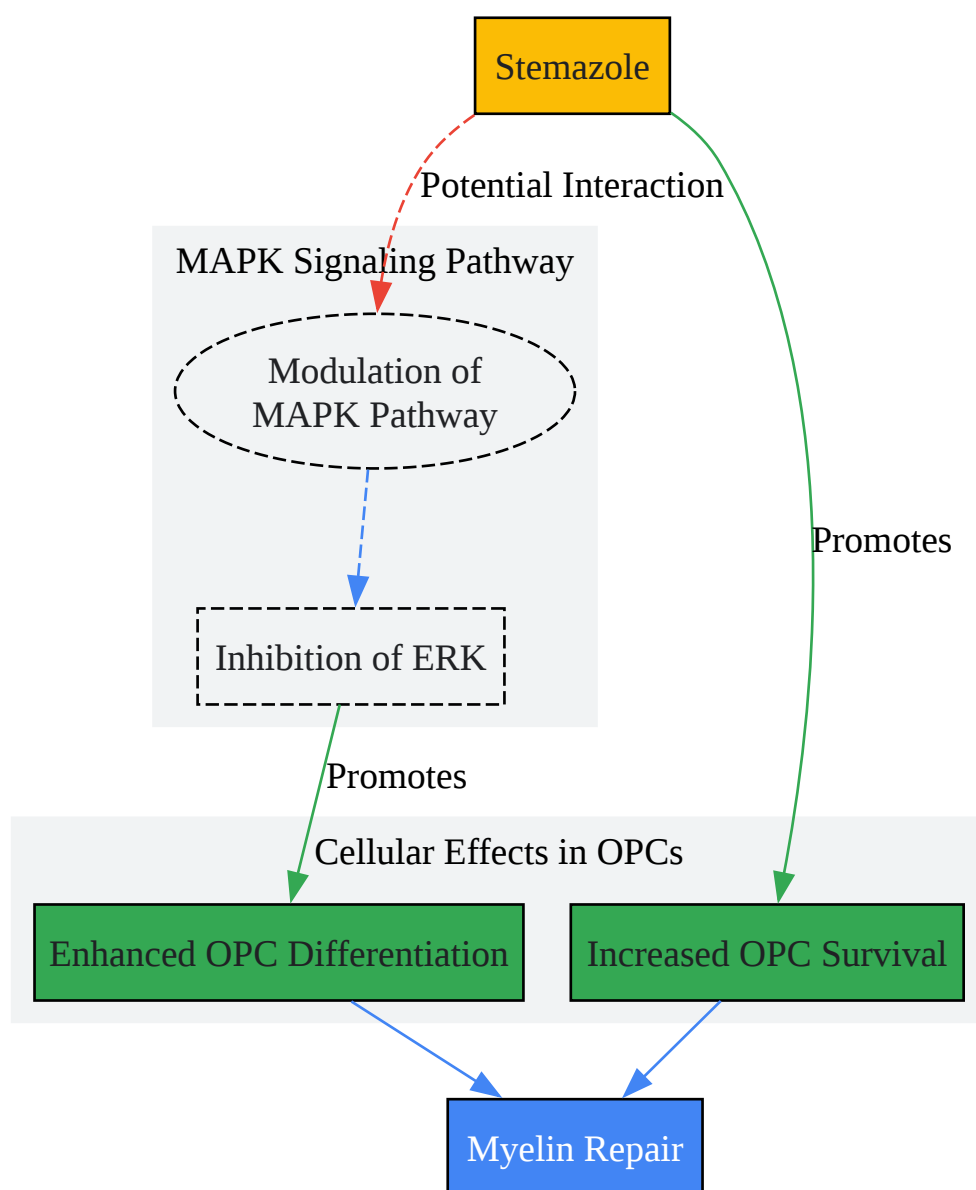 Stemazole
Potential Interaction
MAPK Signaling Pathway
Modulation of
MAPK Pathway
Promotes
Inhibition of ERK
Promotes
Cellular Effects in OPCs
Enhanced OPC Differentiation
Increased OPC Survival
Myelin Repair